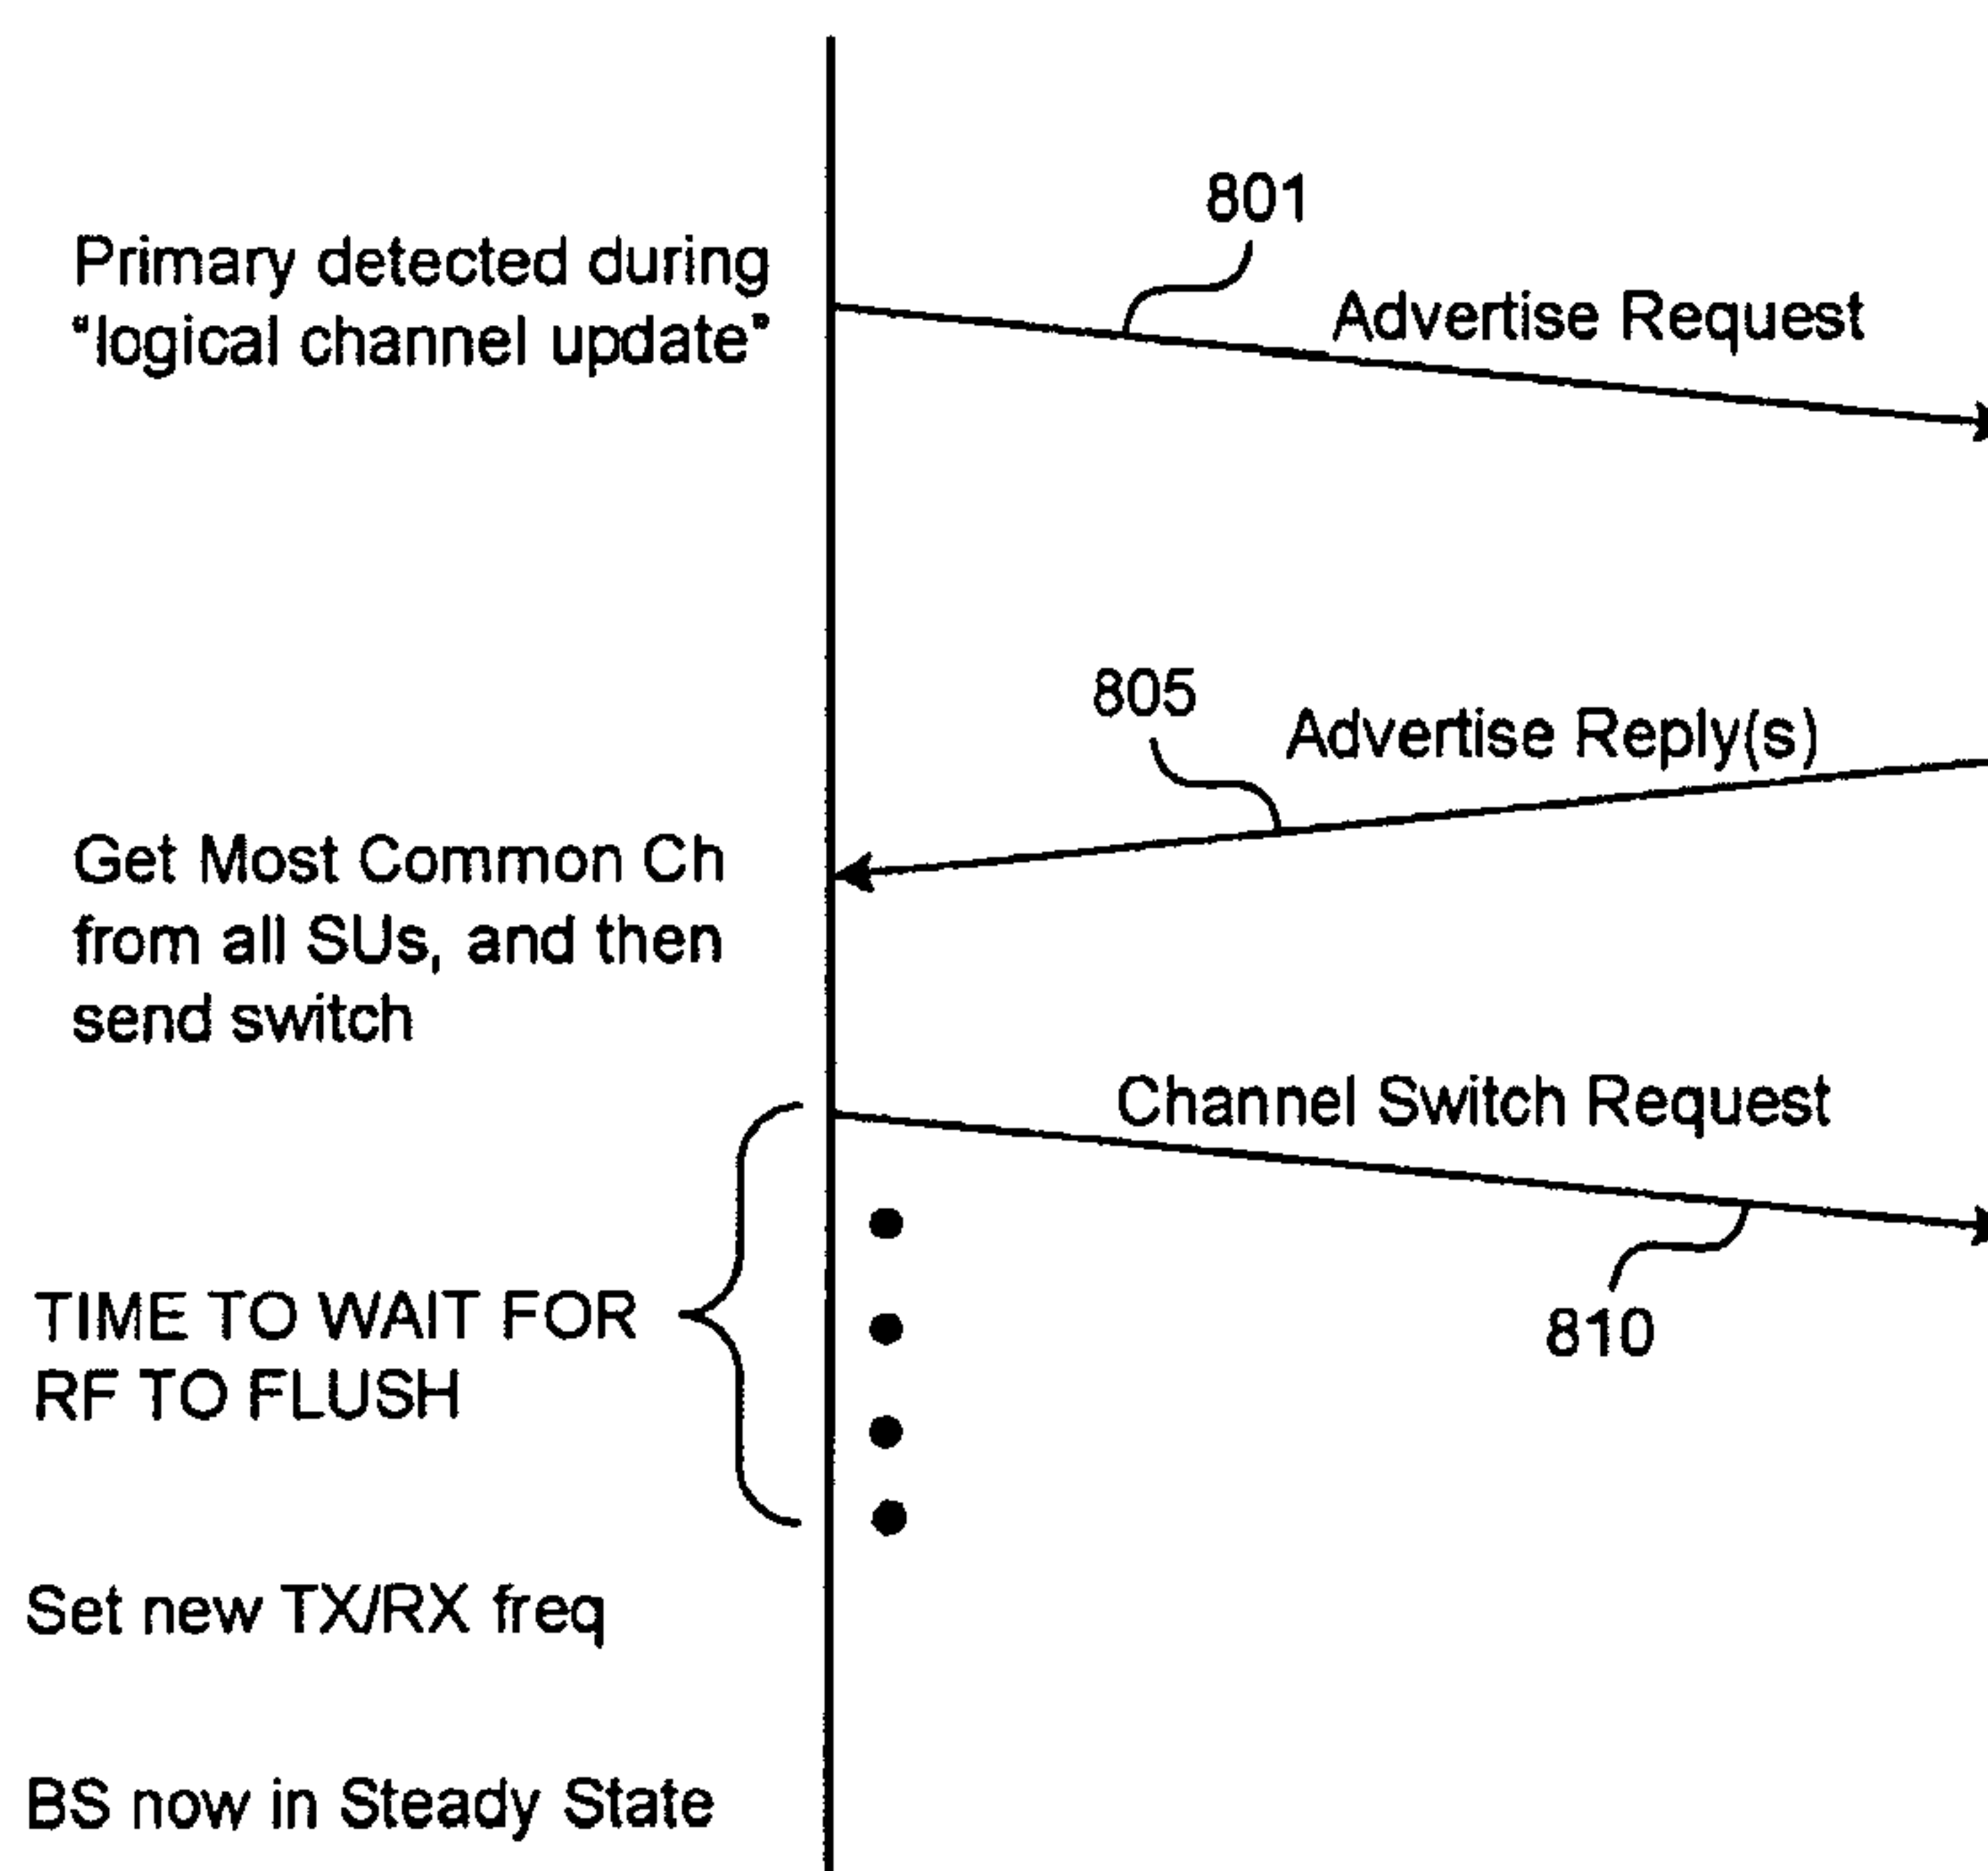 801
Primary detected during
"logical channel update"
Advertise Request
805
Advertise Reply(s)
Get Most Common Ch
from all SUs, and then
send switch
Channel Switch Request
810
TIME TO WAIT FOR
RF TO FLUSH
Set new TX/RX freq
BS now in Steady State